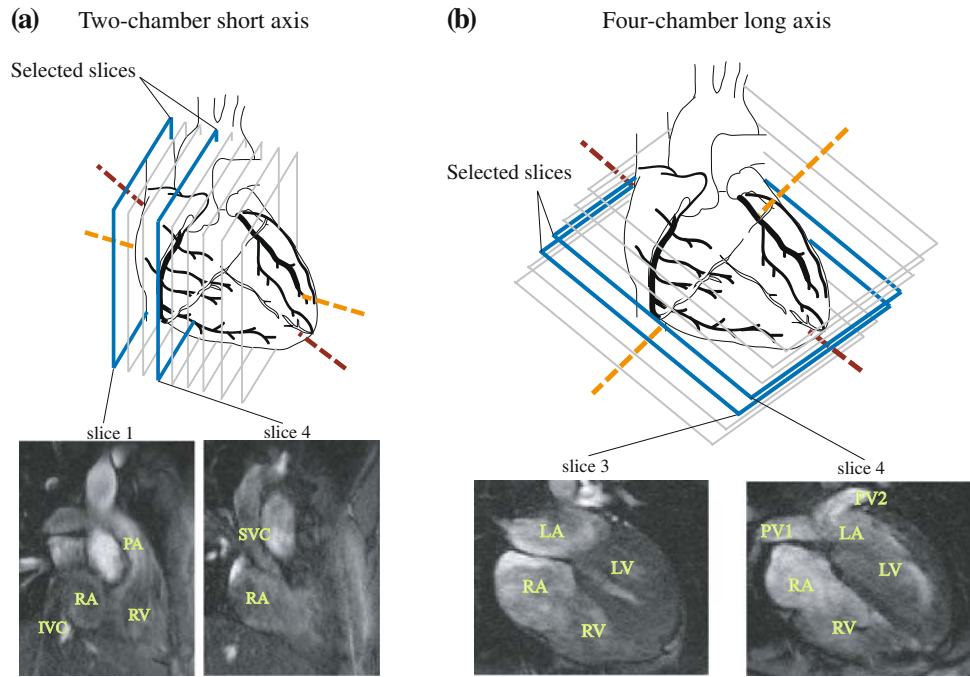 (a) Two-chamber short axis
Selected slices
slice 1
slice 4
PA
RA
RV
IVC
SVC
RA
(b) Four-chamber long axis
Selected slices
slice 3
slice 4
LA
LV
RA
RV
PV2
PV1
LA
LV
RA
RV